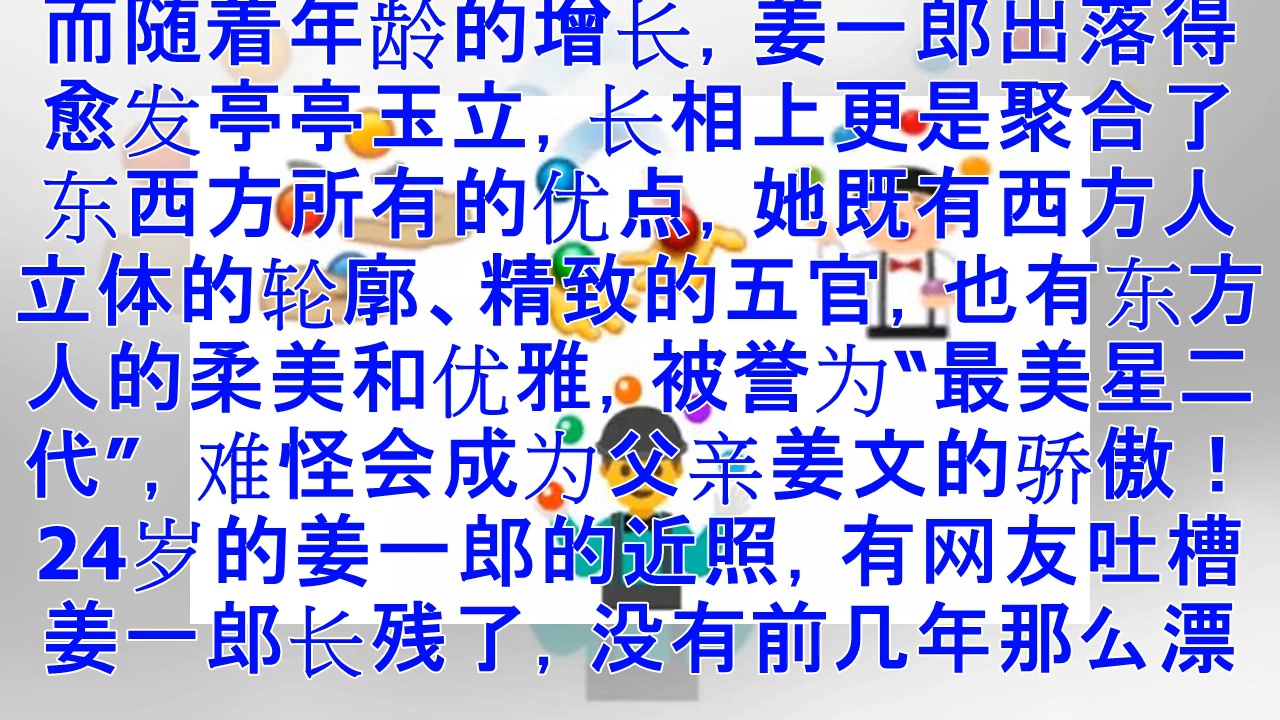 而随着年龄的增长, 姜一郎出落得
愈发亭亭玉立, 长相上更是聚合了
东西方所有的优点, 她既有西方人
立体的轮廓、精致的五官, 也有东方
人的柔美和优雅, 被誉为“最美星二
代”, 难怪会成为父亲姜文的骄傲！
24岁的姜一郎的近照, 有网友吐槽
姜一郎长残了, 没有前几年那么漂